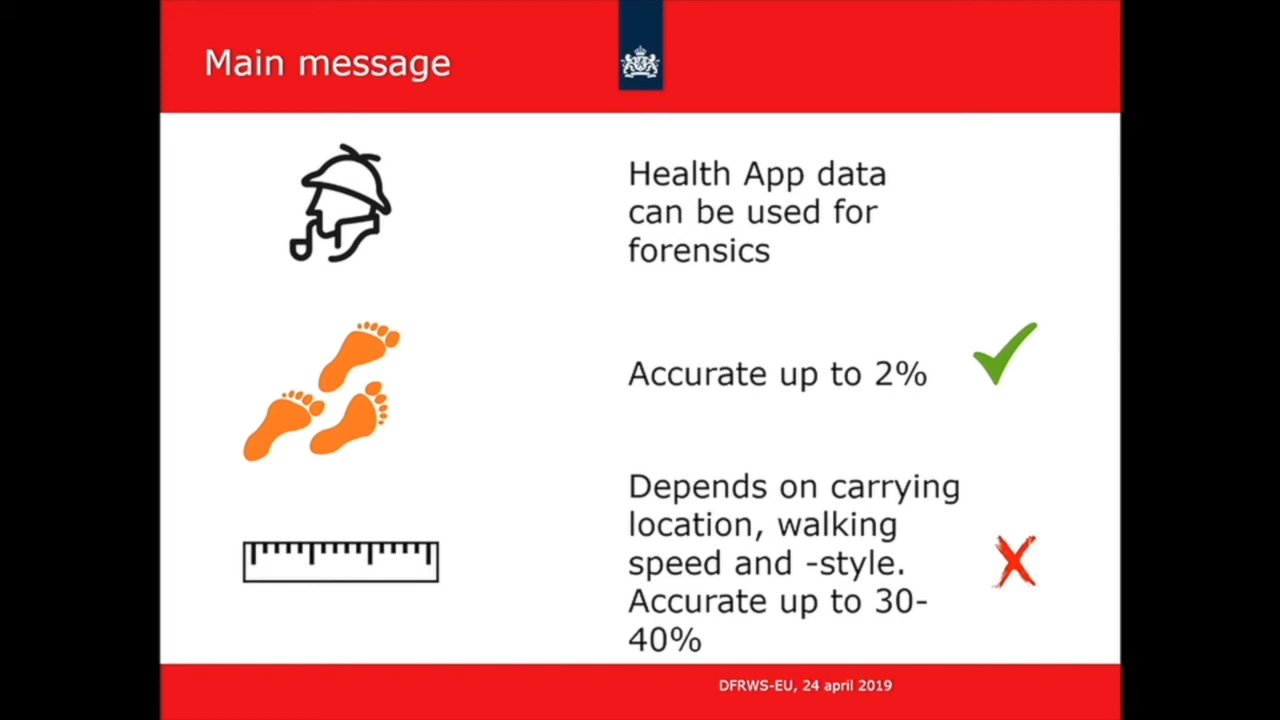 Main message
Health App data
can be used for
forensics
Accurate up to 2%
Depends on carrying
location, walking
speed and -style.
Accurate up to 30-
40%
DFRWS-EU, 24 april 2019